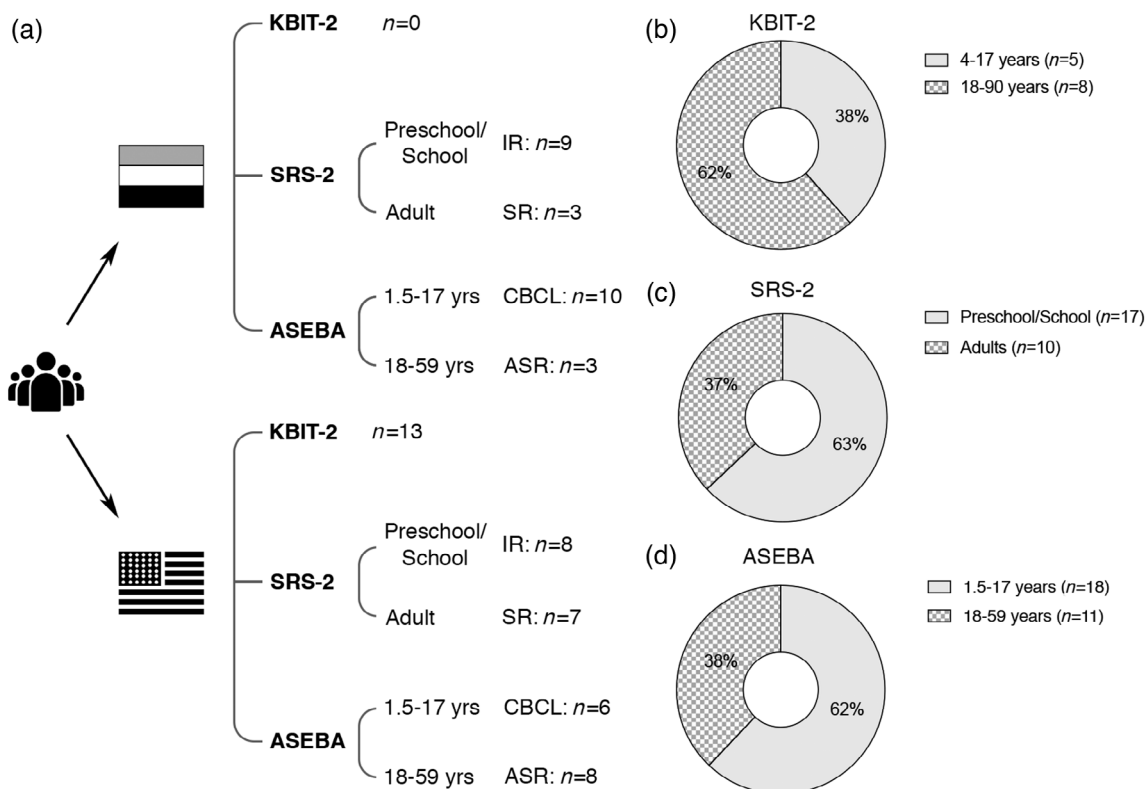 (a)
KBIT-2 n=0
SRS-2
Preschool/
School
IR: n=9
Adult SR: n=3
ASEBA
1.5-17 yrs CBCL: n=10
18-59 yrs ASR: n=3
KBIT-2 n=13
SRS-2
Preschool/
School
IR: n=8
Adult SR: n=7
ASEBA
1.5-17 yrs CBCL: n=6
18-59 yrs ASR: n=8
(b)
KBIT-2
4-17 years (n=5)
18-90 years (n=8)
38%
62%
(c)
SRS-2
Preschool/School (n=17)
Adults (n=10)
37%
63%
(d)
ASEBA
1.5-17 years (n=18)
18-59 years (n=11)
38%
62%